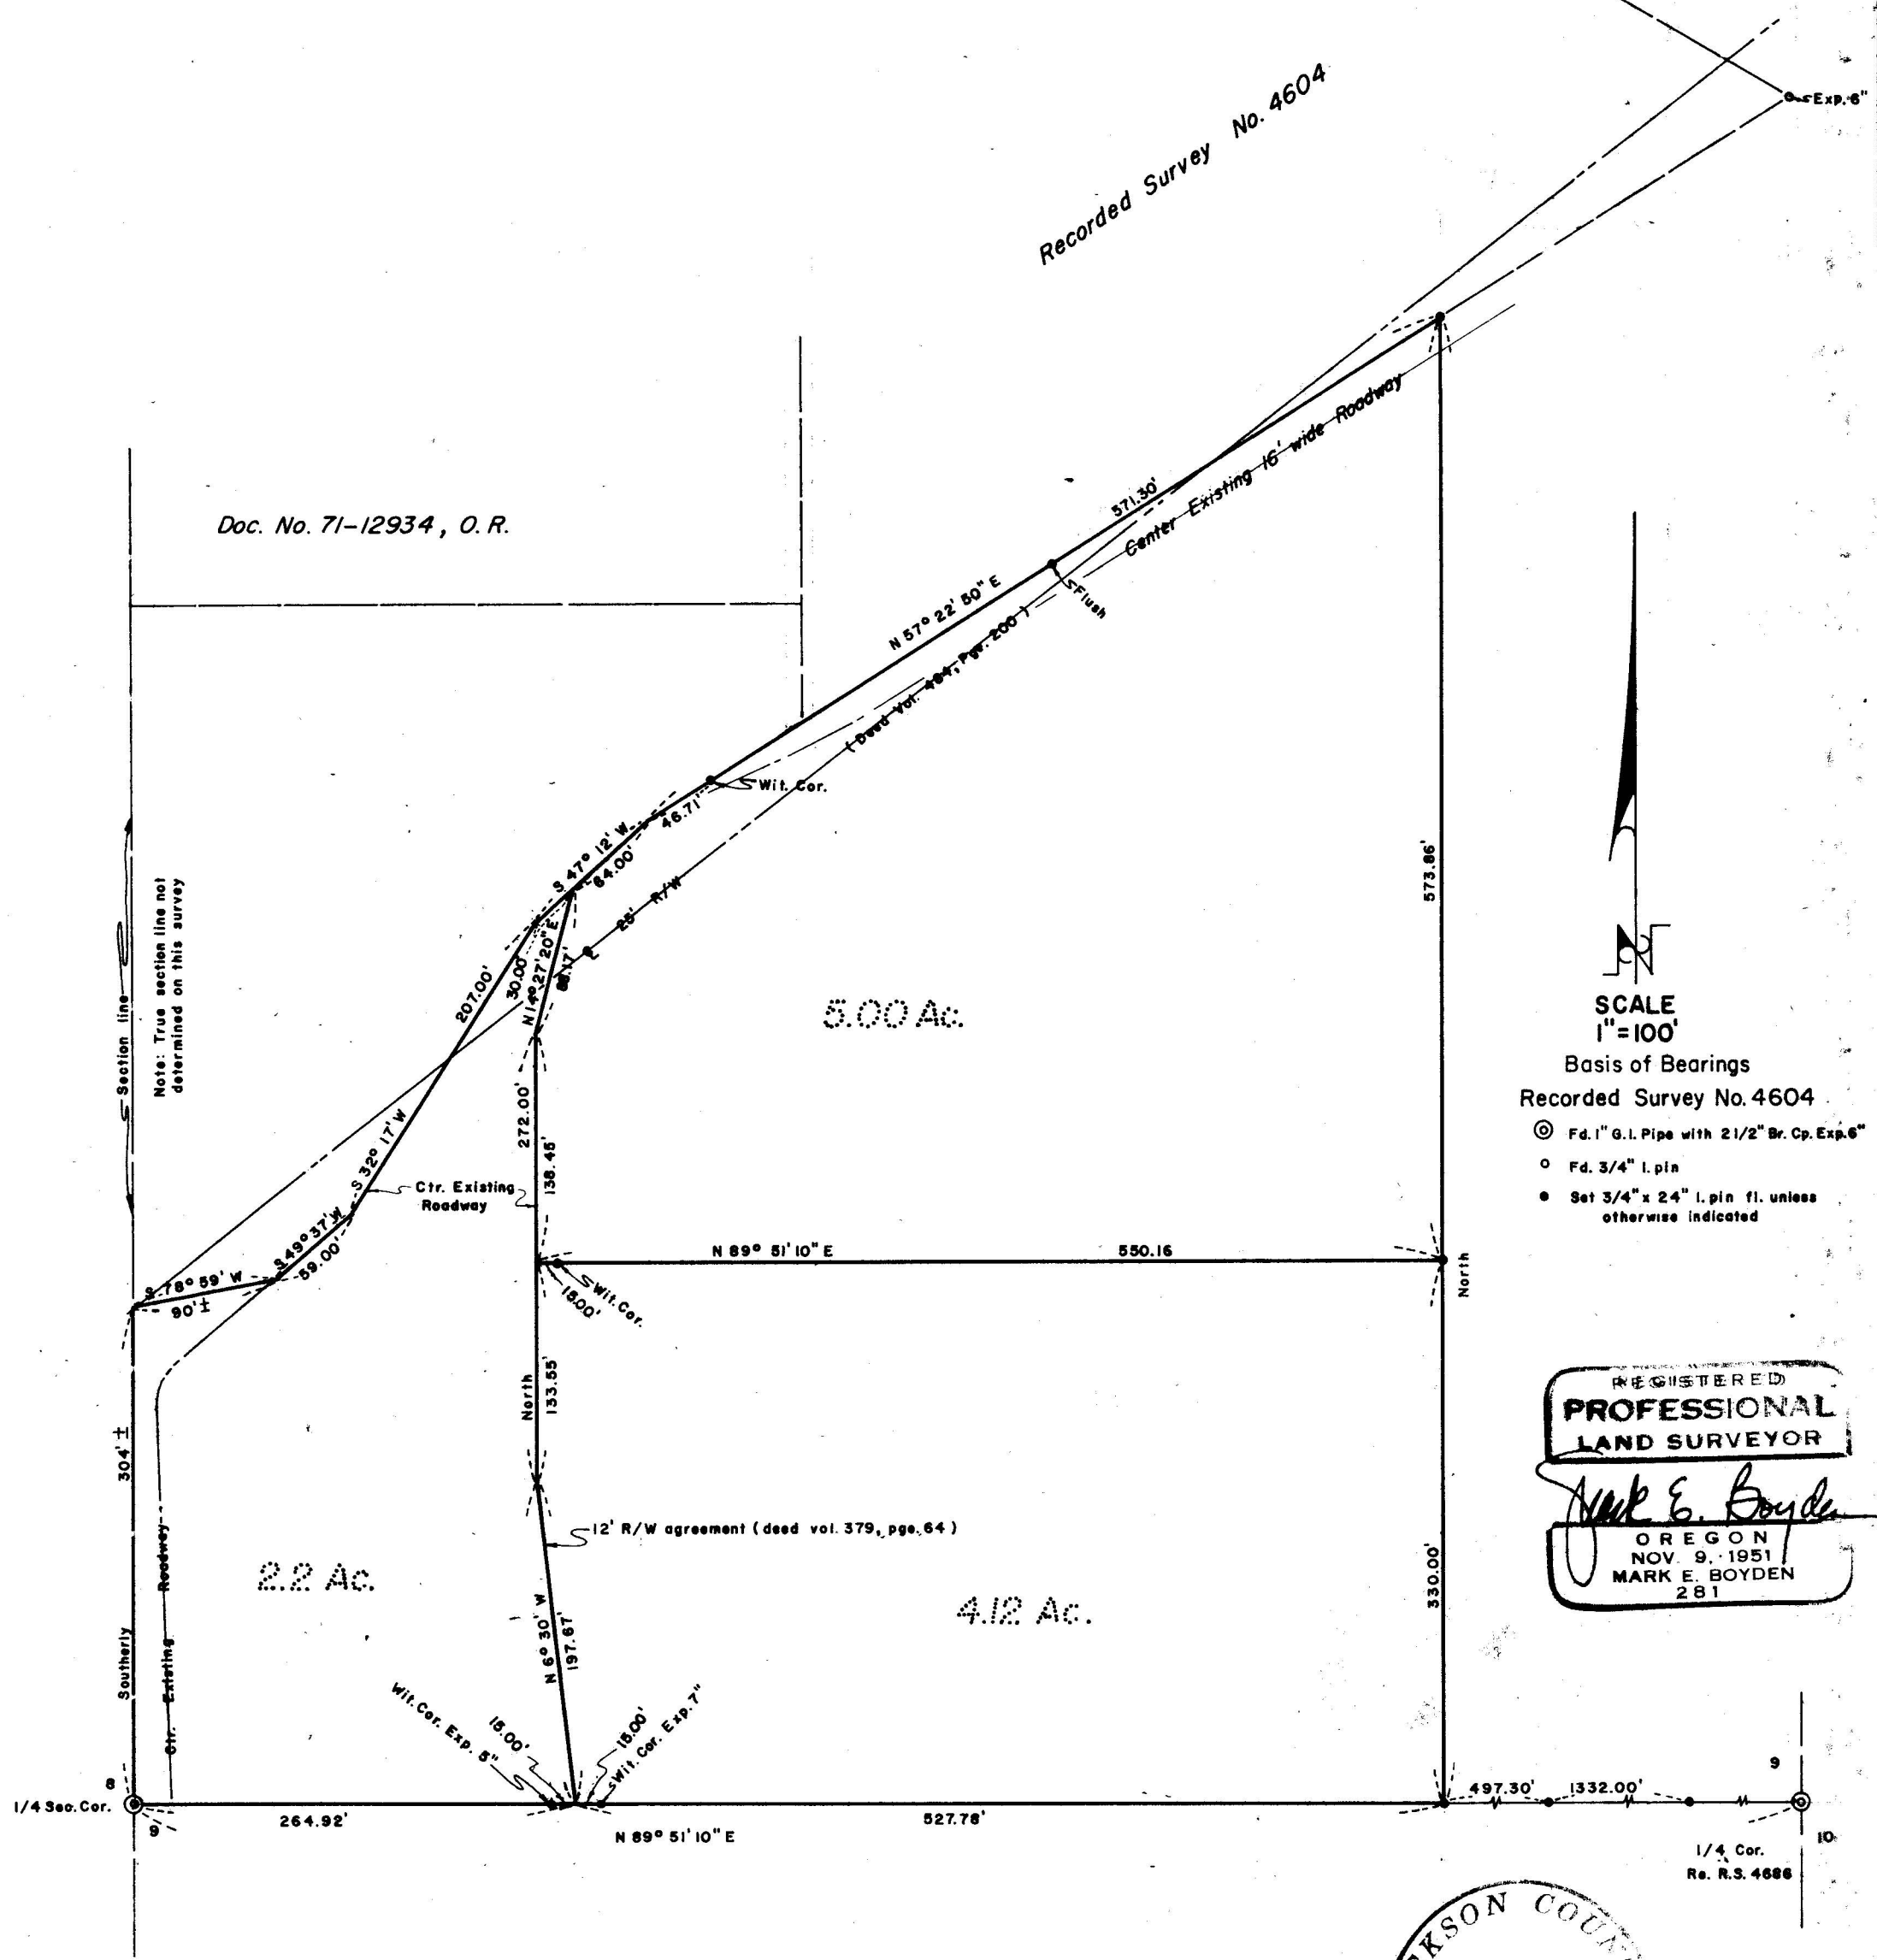 Exp. 6"
Recorded Survey No. 4604
Doc. No. 71-12934, O. R.
571.30'
Center Existing 16' wide Roadway
N 57° 22' 50" E
Flush
(Deed Vol. 484, Pge. 200)
Wit. Cor.
46.71'
S 47° 12' W
64.00'
25' R/W
Section line
Note: True section line not
determined on this survey
207.00'
30.00'
N 14° 27' 20" E
573.86'
5.00 Ac.
SCALE
1"=100'
Basis of Bearings
Recorded Survey No. 4604
Fd. 1" G.I. Pipe with 2 1/2" Br. Cp. Exp. 6"
Fd. 3/4" I. pin
Set 3/4" x 24" I. pin fl. unless
otherwise indicated
272.00'
138.45'
S 32° 17' W
Ctr. Existing
Roadway
S 49° 37' W
59.00'
S 78° 59' W
90'±
N 89° 51' 10" E
550.16
Wit. Cor.
15.00'
North
304'±
North
133.55'
REGISTERED
PROFESSIONAL
LAND SURVEYOR
Mark E. Boyden
OREGON
NOV. 9, 1951
MARK E. BOYDEN
281
12' R/W agreement (deed vol. 379, pge. 64)
2.2 Ac.
4.12 Ac.
330.00'
Southerly
Ctr. Existing Roadway
N 6° 30' W
197.67'
Wit. Cor. Exp. 5"
15.00'
15.00'
Wit. Cor. Exp. 7"
8
1/4 Sec. Cor.
9
264.92'
N 89° 51' 10" E
527.78'
497.30'
1332.00'
9
10
1/4 Cor.
Re. R.S. 4686